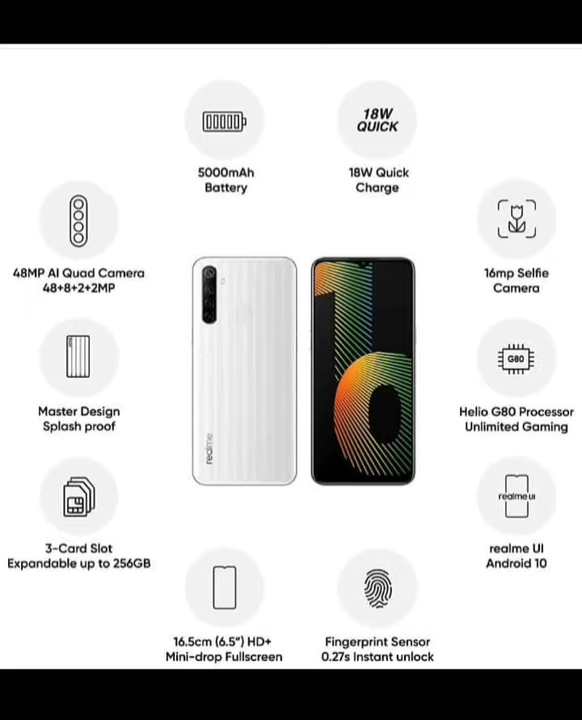 18W
QUICK
5000mAh
Battery
18W Quick
Charge
48MP AI Quad Camera
48+8+2+2MP
16mp Selfie
Camera
realme
10
Master Design
Splash proof
G80
Helio G80 Processor
Unlimited Gaming
3-Card Slot
Expandable up to 256GB
realme UI
realme UI
Android 10
16.5cm (6.5") HD+
Mini-drop Fullscreen
Fingerprint Sensor
0.27s Instant unlock